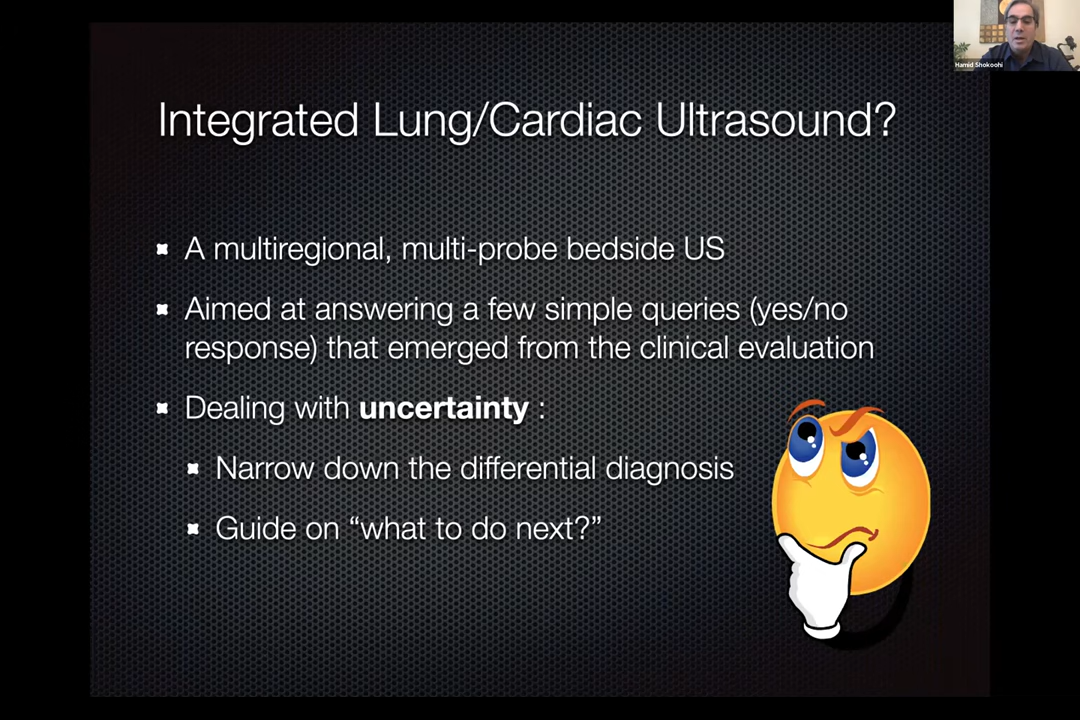 Hamid Shokoohi
Integrated Lung/Cardiac Ultrasound?
A multiregional, multi-probe bedside US
Aimed at answering a few simple queries (yes/no
response) that emerged from the clinical evaluation
Dealing with uncertainty :
Narrow down the differential diagnosis
Guide on “what to do next?”